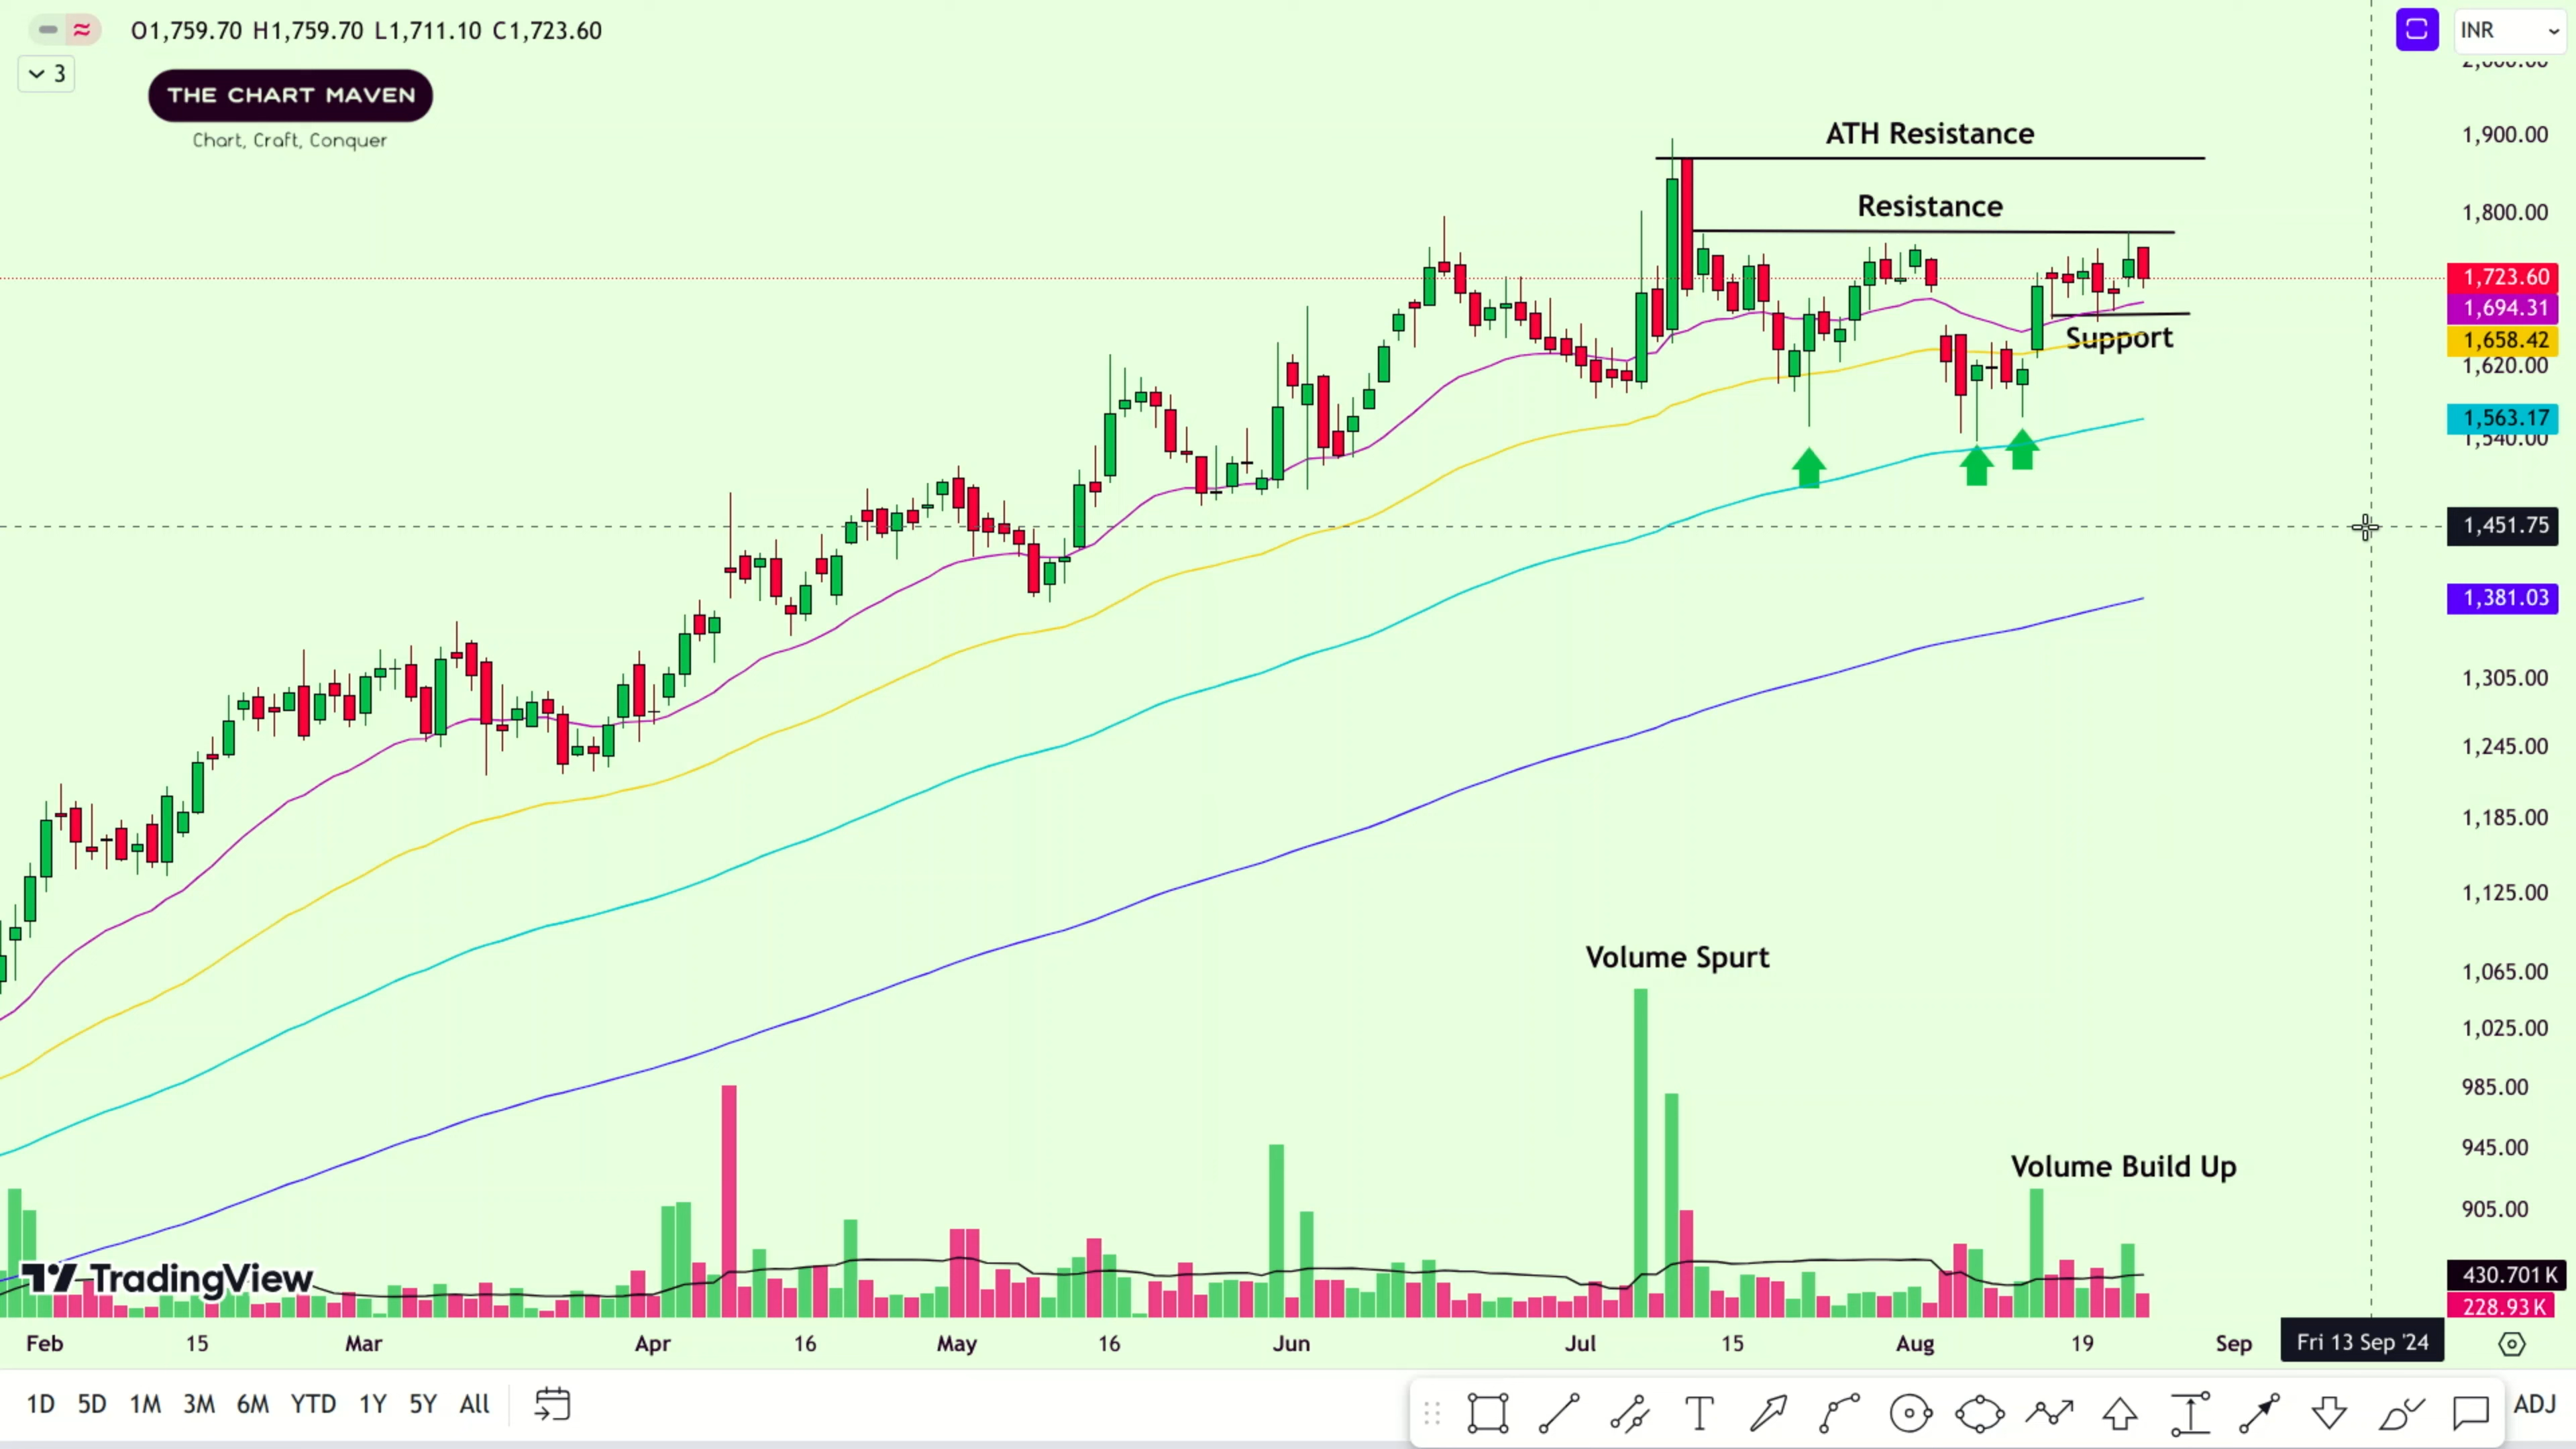 O1,759.70 H1,759.70 L1,711.10 C1,723.60
INR
3
THE CHART MAVEN
Chart, Craft, Conquer
2,000.00
ATH Resistance
1,900.00
Resistance
1,800.00
1,723.60
1,694.31
Support
1,658.42
1,620.00
1,563.17
1,540.00
1,451.75
1,381.03
1,305.00
1,245.00
1,185.00
1,125.00
Volume Spurt
1,065.00
1,025.00
985.00
945.00
Volume Build Up
905.00
TradingView
430.701 K
228.93 K
Feb 15 Mar Apr 16 May 16 Jun Jul 15 Aug 19 Sep Fri 13 Sep '24
1D 5D 1M 3M 6M YTD 1Y 5Y All
ADJ